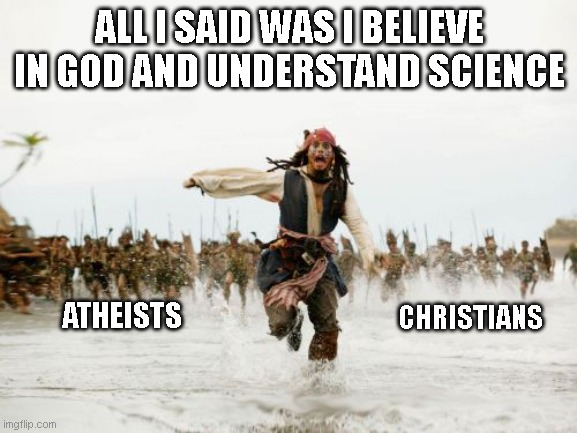 ALL I SAID WAS I BELIEVE
IN GOD AND UNDERSTAND SCIENCE
ATHEISTS
CHRISTIANS
imgflip.com